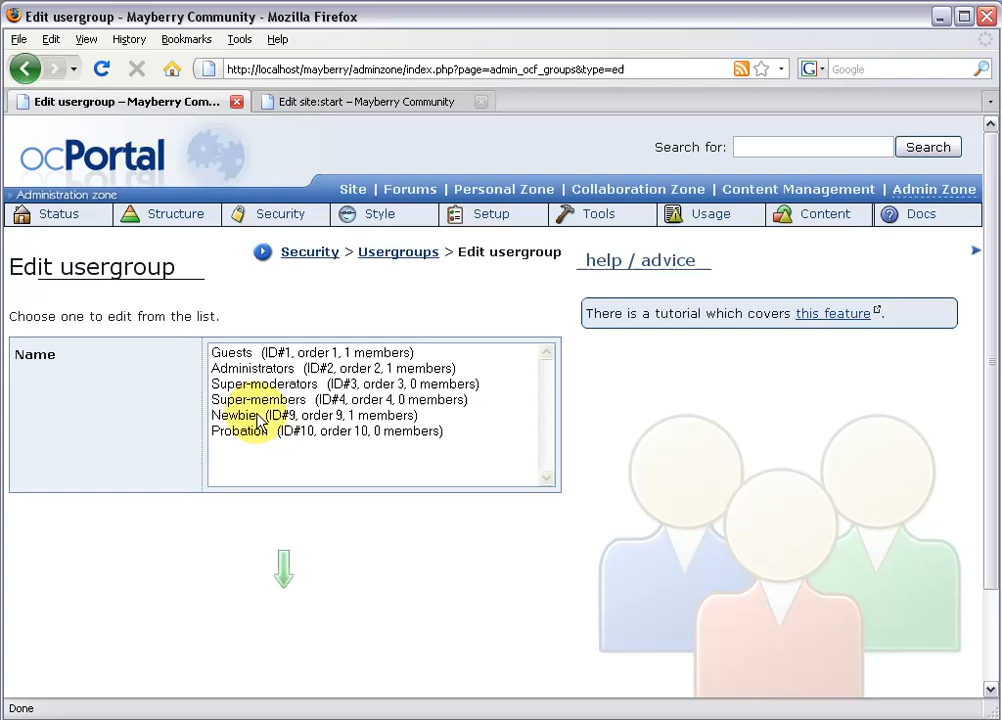 Edit usergroup - Mayberry Community - Mozilla Firefox
File Edit View History Bookmarks Tools Help
http://localhost/mayberry/adminzone/index.php?page=admin_ocf_groups&type=ed
Google
Edit usergroup – Mayberry Com... Edit site:start – Mayberry Community
ocPortal
Search for: Search
» Administration zone
Site | Forums | Personal Zone | Collaboration Zone | Content Management | Admin Zone
Status Structure Security Style Setup Tools Usage Content Docs
Security > Usergroups > Edit usergroup
Edit usergroup
help / advice
Choose one to edit from the list.
There is a tutorial which covers this feature.
Name
Guests (ID#1, order 1, 1 members)
Administrators (ID#2, order 2, 1 members)
Super-moderators (ID#3, order 3, 0 members)
Super-members (ID#4, order 4, 0 members)
Newbie (ID#9, order 9, 1 members)
Probation (ID#10, order 10, 0 members)
Done